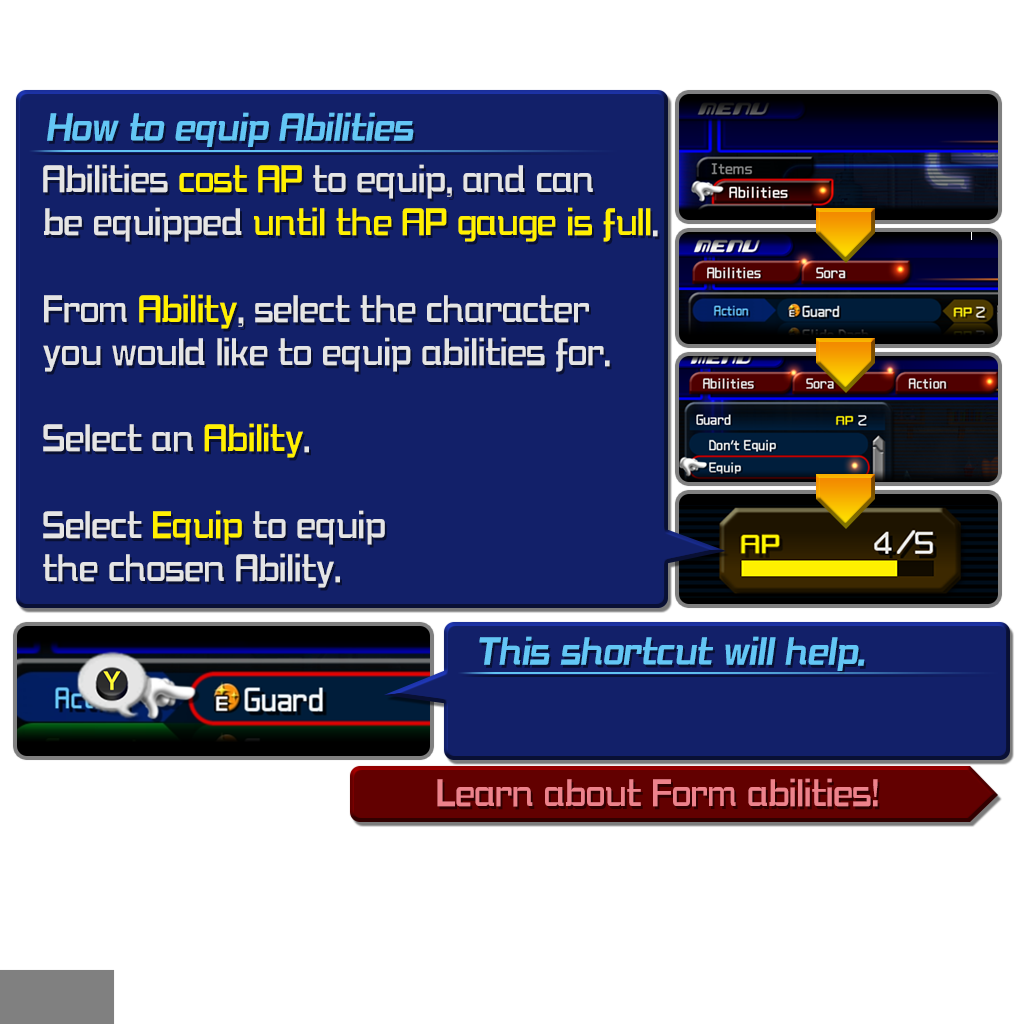 How to equip Abilities
Abilities cost AP to equip, and can
be equipped until the AP gauge is full.
From Ability, select the character
you would like to equip abilities for.
Select an Ability.
Select Equip to equip
the chosen Ability.
MENU
Items
Abilities
MENU
Abilities
Sora
Action
Guard
AP 2
MENU
Abilities
Sora
Action
Guard
AP 2
Don't Equip
Equip
AP
4/5
Y
E
Guard
This shortcut will help.
Learn about Form abilities!